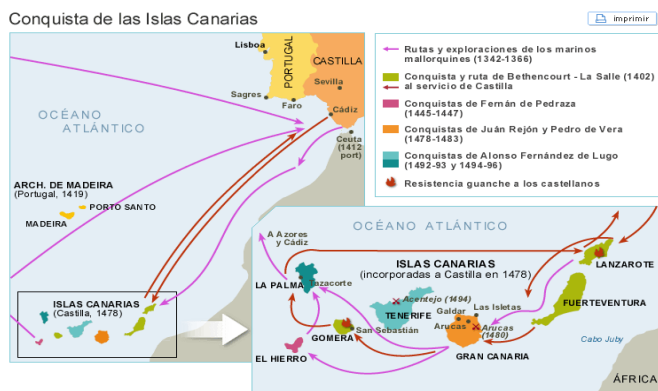 Conquista de las Islas Canarias
imprimir
Lisboa
PORTUGAL
CASTILLA
Sevilla
Sagres
Faro
Cádiz
Ceuta
(1412
port)
OCÉANO
ATLÁNTICO
ARCH. DE MADEIRA
(Portugal, 1419)
PORTO SANTO
MADEIRA
ISLAS CANARIAS
(Castilla, 1478)
Rutas y exploraciones de los marinos
mallorquines (1342-1366)
Conquista y ruta de Bethencourt - La Salle (1402)
al servicio de Castilla
Conquistas de Fernán de Pedraza
(1445-1447)
Conquistas de Juán Rejón y Pedro de Vera
(1478-1483)
Conquistas de Alonso Fernández de Lugo
(1492-93 y 1494-96)
Resistencia guanche a los castellanos
OCÉANO ATLÁNTICO
A Azores
y Cádiz
ISLAS CANARIAS
(incorporadas a Castilla en 1478)
LANZAROTE
Tazacorte
LA PALMA
FUERTEVENTURA
Acentejo (1494)
TENERIFE
Las Isletas
Galdar
Arucas
Arucas
(1480)
San Sebastián
GOMERA
EL HIERRO
GRAN CANARIA
Cabo Juby
ÁFRICA